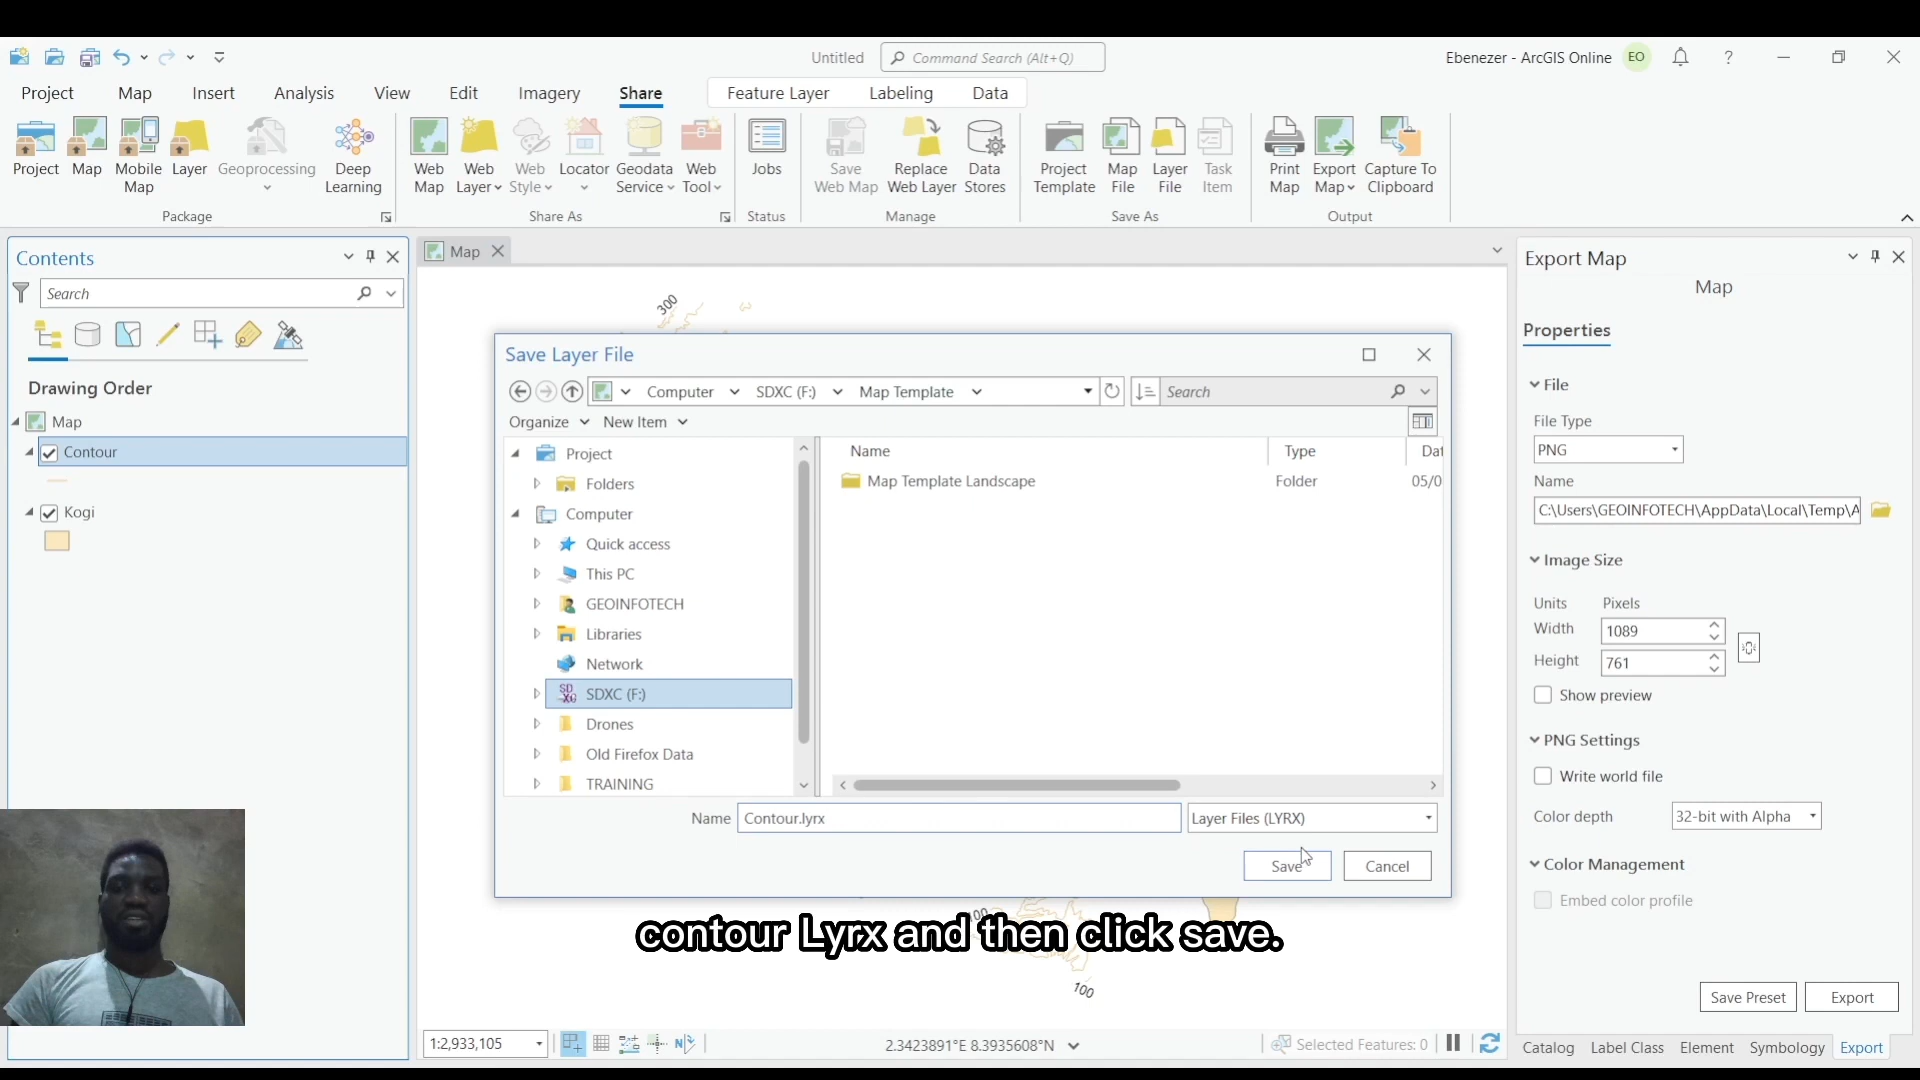 Untitled
Command Search (Alt+Q)
Ebenezer - ArcGIS Online
EO
?
Project Map Insert Analysis View Edit Imagery Share Feature Layer Labeling Data
Project
Map
Mobile Map
Layer
Geoprocessing
Deep Learning
Web Map
Web Layer
Web Style
Locator
Geodata Service
Web Tool
Jobs
Save Web Map
Replace Web Layer
Data Stores
Project Template
Map File
Layer File
Task Item
Print Map
Export Map
Capture To Clipboard
Package
Share As
Status
Manage
Save As
Output
Contents
Search
Drawing Order
Map
Contour
Kogi
Map
300
Save Layer File
Computer SDXC (F:) Map Template
Search
Organize New Item
Project
Folders
Computer
Quick access
This PC
GEOINFOTECH
Libraries
Network
SDXC (F:)
Drones
Old Firefox Data
TRAINING
Name Type Dat
Map Template Landscape Folder 05/0
Name Contour.lyrx Layer Files (LYRX)
Save Cancel
100
contour Lyrx and then click save.
100
1:2,933,105
2.3423891°E 8.3935608°N
Selected Features: 0
Export Map
Map
Properties
File
File Type
PNG
Name
C:\Users\GEOINFOTECH\AppData\Local\Temp\A
Image Size
Units Pixels
Width 1089
Height 761
Show preview
PNG Settings
Write world file
Color depth 32-bit with Alpha
Color Management
Embed color profile
Save Preset Export
Catalog Label Class Element Symbology Export